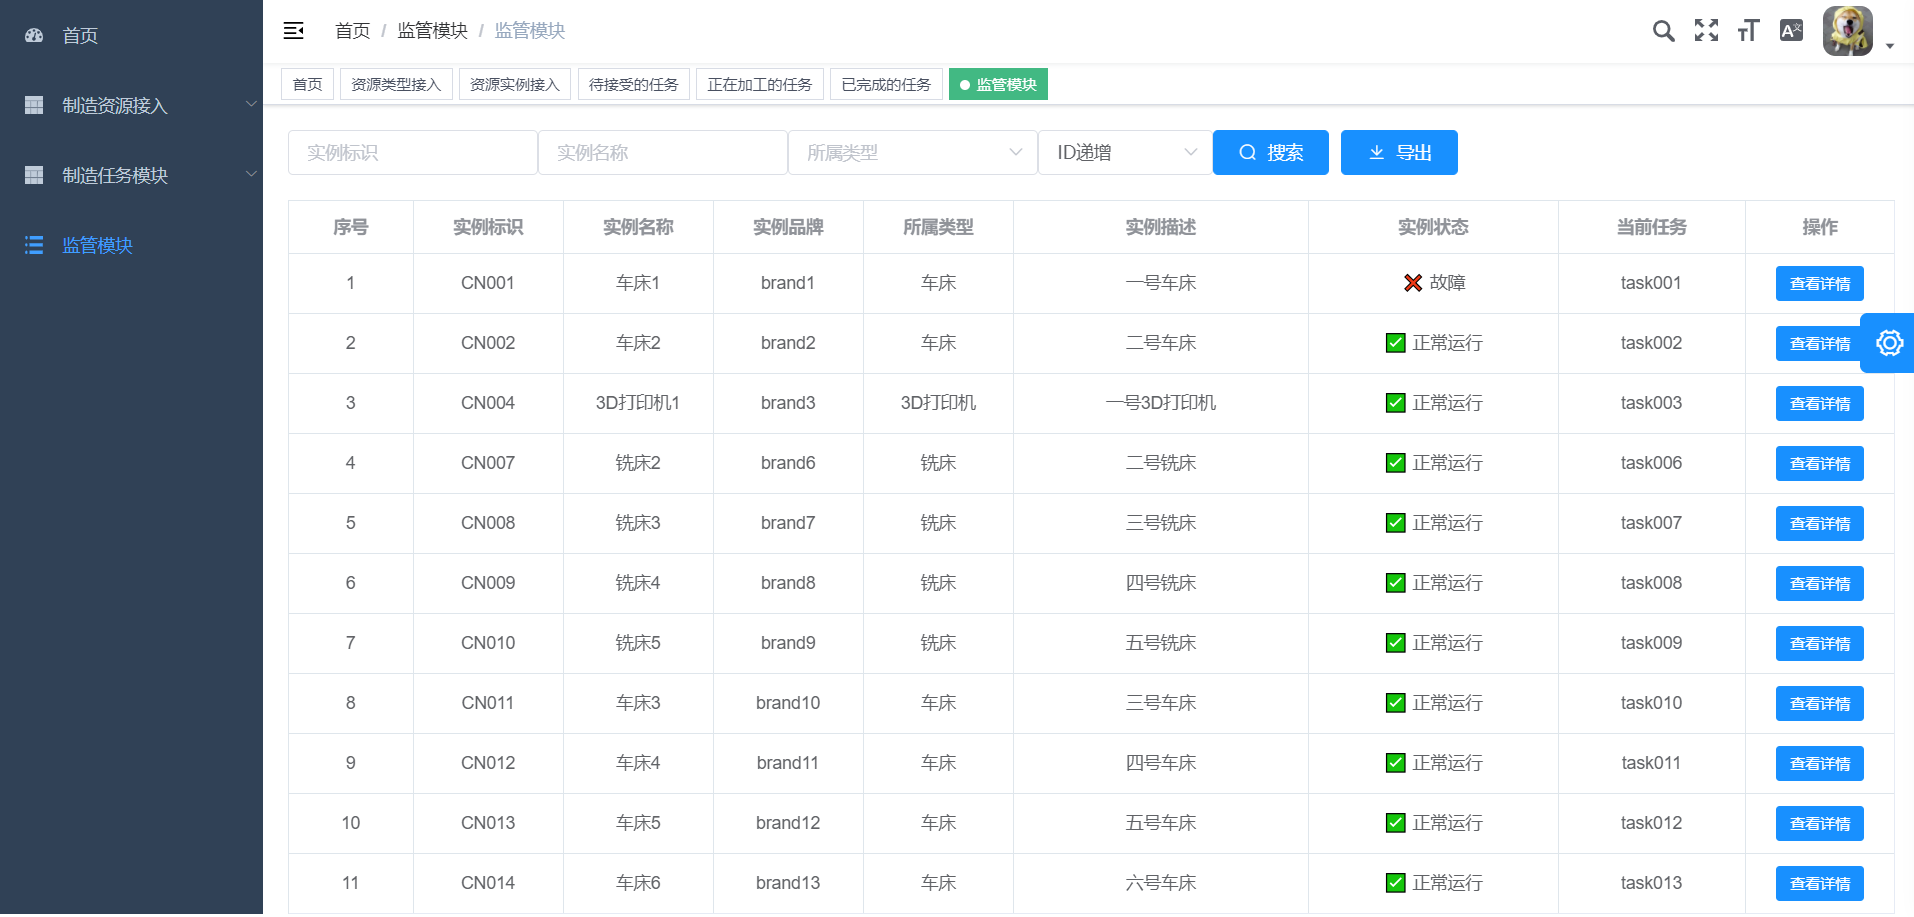 首页
制造资源接入
制造任务模块
监管模块
首页 / 监管模块 / 监管模块
首页 资源类型接入 资源实例接入 待接受的任务 正在加工的任务 已完成的任务 监管模块
实例标识 实例名称 所属类型 ID递增 搜索 导出
序号 实例标识 实例名称 实例品牌 所属类型 实例描述 实例状态 当前任务 操作
1 CN001 车床1 brand1 车床 一号车床 故障 task001 查看详情
2 CN002 车床2 brand2 车床 二号车床 正常运行 task002 查看详情
3 CN004 3D打印机1 brand3 3D打印机 一号3D打印机 正常运行 task003 查看详情
4 CN007 铣床2 brand6 铣床 二号铣床 正常运行 task006 查看详情
5 CN008 铣床3 brand7 铣床 三号铣床 正常运行 task007 查看详情
6 CN009 铣床4 brand8 铣床 四号铣床 正常运行 task008 查看详情
7 CN010 铣床5 brand9 铣床 五号铣床 正常运行 task009 查看详情
8 CN011 车床3 brand10 车床 三号车床 正常运行 task010 查看详情
9 CN012 车床4 brand11 车床 四号车床 正常运行 task011 查看详情
10 CN013 车床5 brand12 车床 五号车床 正常运行 task012 查看详情
11 CN014 车床6 brand13 车床 六号车床 正常运行 task013 查看详情